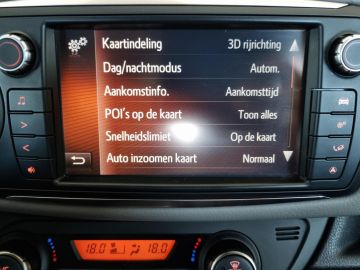 Kaartindeling 3D rijrichting
Dag/nachtmodus Autom.
Aankomstinfo. Aankomsttijd
POI's op de kaart Toon alles
Snelheidslimiet Op de kaart
Auto inzoomen kaart Normaal
18.0 18.0